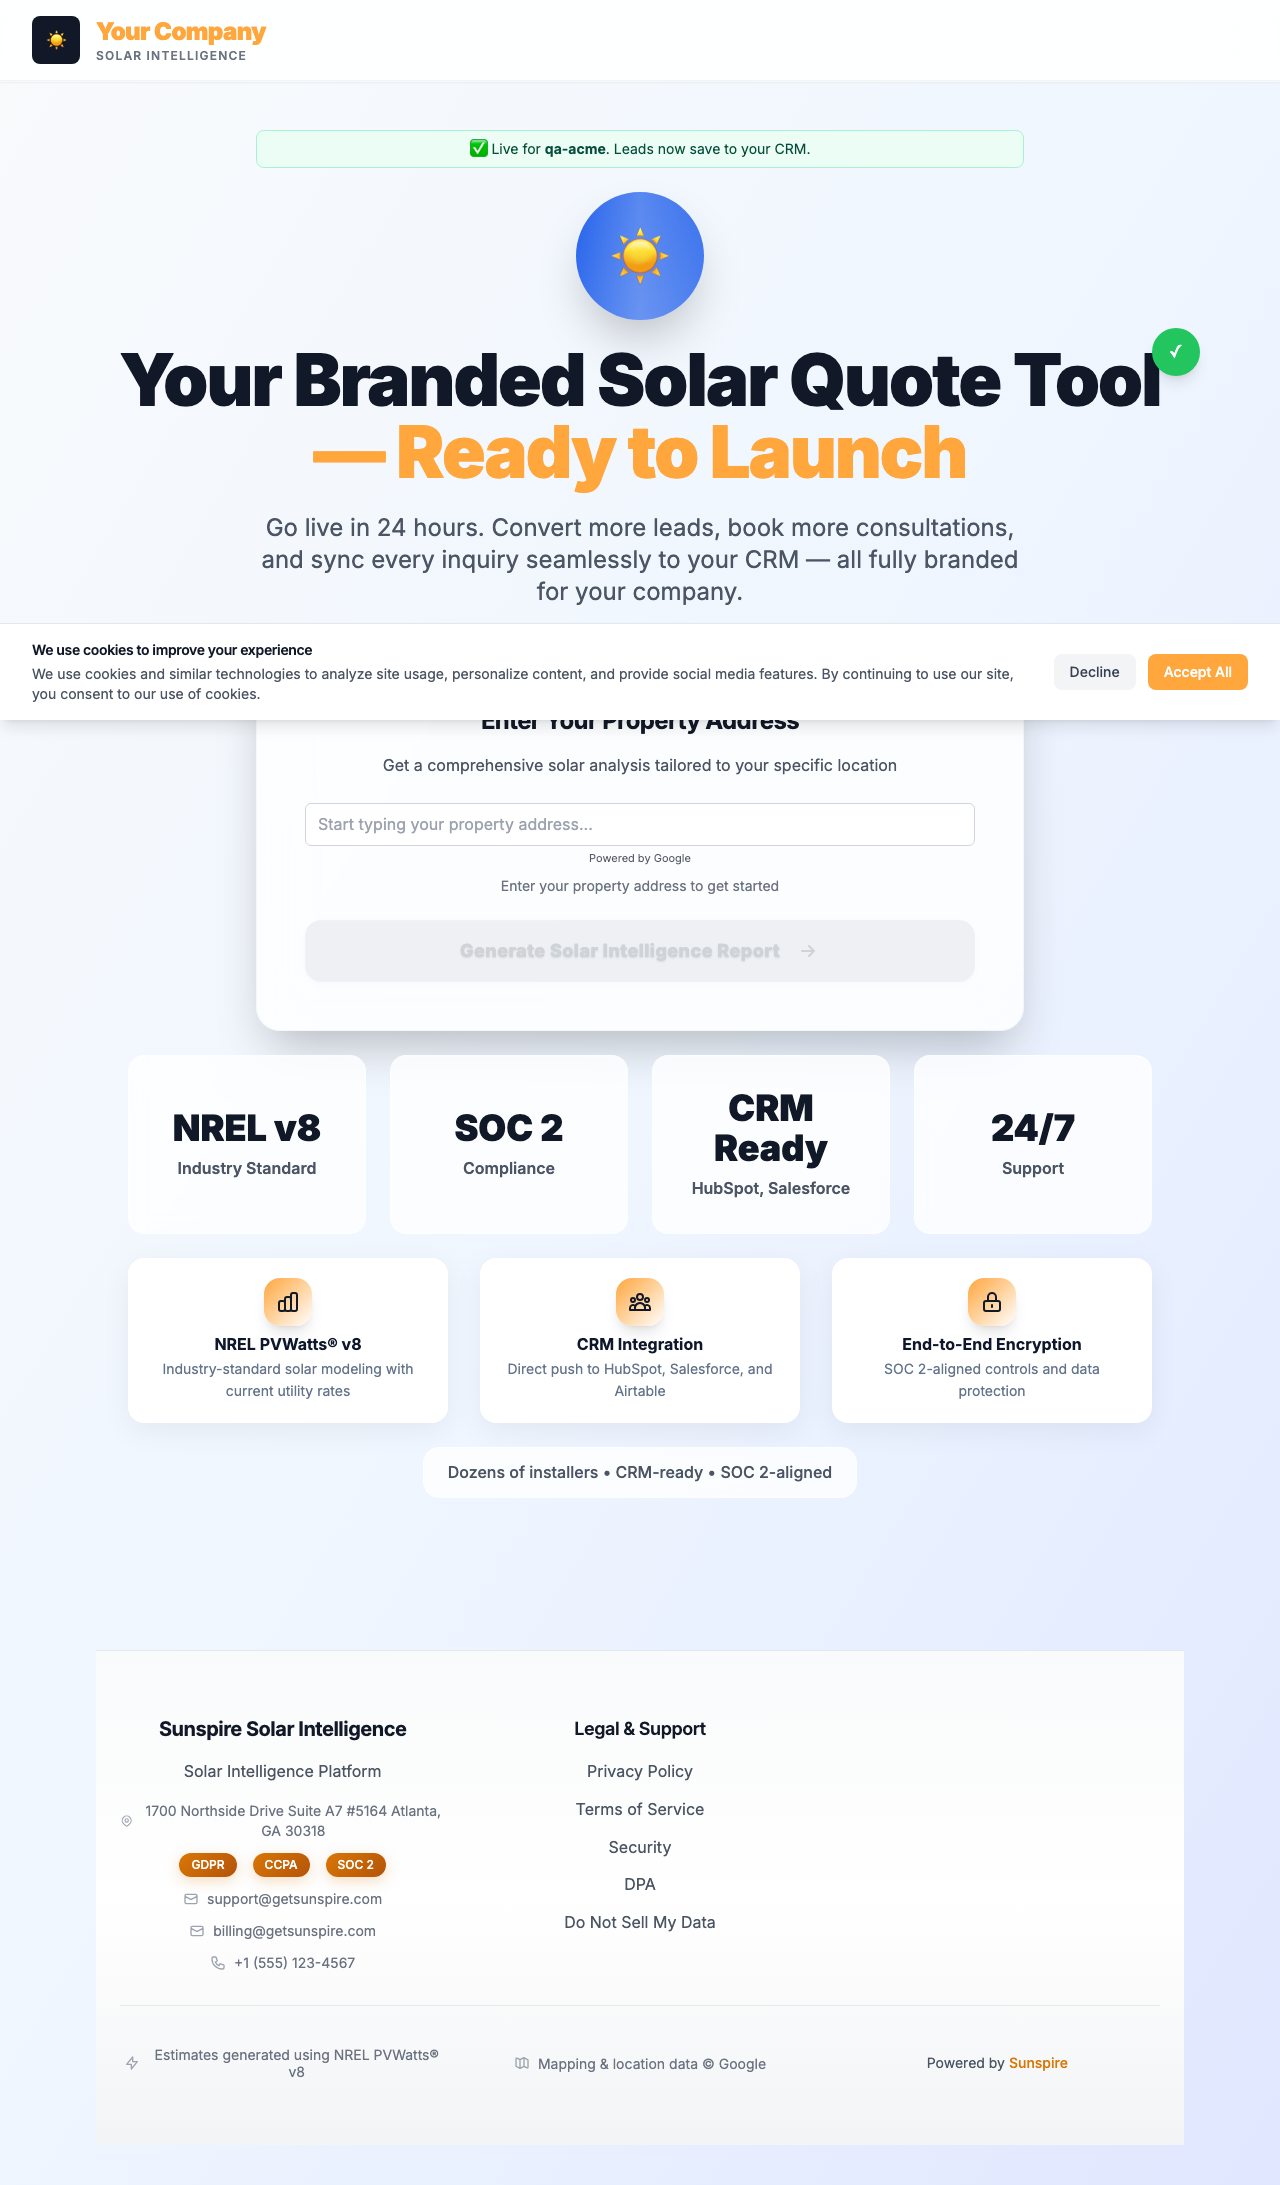 Your Company
SOLAR INTELLIGENCE
✅ Live for qa-acme. Leads now save to your CRM.
Your Branded Solar Quote Tool
— Ready to Launch
Go live in 24 hours. Convert more leads, book more consultations,
and sync every inquiry seamlessly to your CRM — all fully branded
for your company.
We use cookies to improve your experience
We use cookies and similar technologies to analyze site usage, personalize content, and provide social media features. By continuing to use our site,
you consent to our use of cookies.
Decline
Accept All
Enter Your Property Address
Get a comprehensive solar analysis tailored to your specific location
Start typing your property address...
Powered by Google
Enter your property address to get started
Generate Solar Intelligence Report →
NREL v8
Industry Standard
SOC 2
Compliance
CRM
Ready
HubSpot, Salesforce
24/7
Support
NREL PVWatts® v8
Industry-standard solar modeling with
current utility rates
CRM Integration
Direct push to HubSpot, Salesforce, and
Airtable
End-to-End Encryption
SOC 2-aligned controls and data
protection
Dozens of installers • CRM-ready • SOC 2-aligned
Sunspire Solar Intelligence
Solar Intelligence Platform
1700 Northside Drive Suite A7 #5164 Atlanta,
GA 30318
GDPR
CCPA
SOC 2
support@getsunspire.com
billing@getsunspire.com
+1 (555) 123-4567
Legal & Support
Privacy Policy
Terms of Service
Security
DPA
Do Not Sell My Data
Estimates generated using NREL PVWatts®
v8
Mapping & location data © Google
Powered by Sunspire